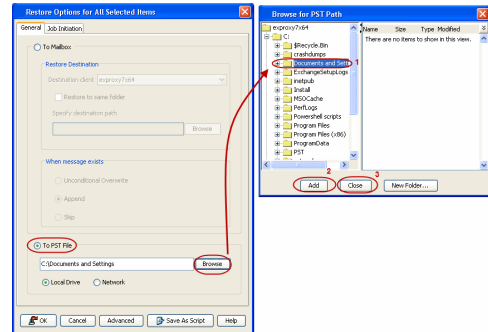 Restore Options for All Selected Items
General
Job Initiation
To Mailbox
Restore Destination
Destination client
exproxy7x64
Restore to same folder
Specify destination path
Browse
When message exists
Unconditional Overwrite
Append
Skip
To PST File
C:\Documents and Settings
Browse
Local Drive
Network
OK
Cancel
Advanced
Save As Script
Help
Browse for PST Path
exproxy7x64
C:
$Recycle.Bin
crashdumps
Documents and Setti
1
ExchangeSetupLogs
inetpub
Install
MSOCache
PerfLogs
Powershell scripts
Program Files
Program Files (x86)
ProgramData
PST
Name
Size
Type
Modified
There are no items to show in this view.
2
3
Add
Close
New Folder...